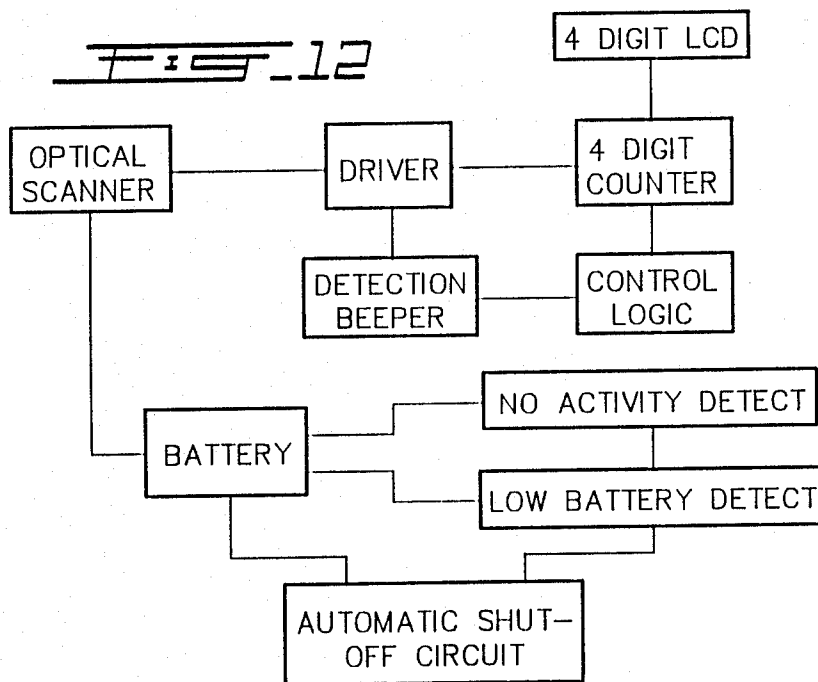 FIG_12
4 DIGIT LCD
OPTICAL
SCANNER
DRIVER
4 DIGIT
COUNTER
DETECTION
BEEPER
CONTROL
LOGIC
NO ACTIVITY DETECT
BATTERY
LOW BATTERY DETECT
AUTOMATIC SHUT-
OFF CIRCUIT